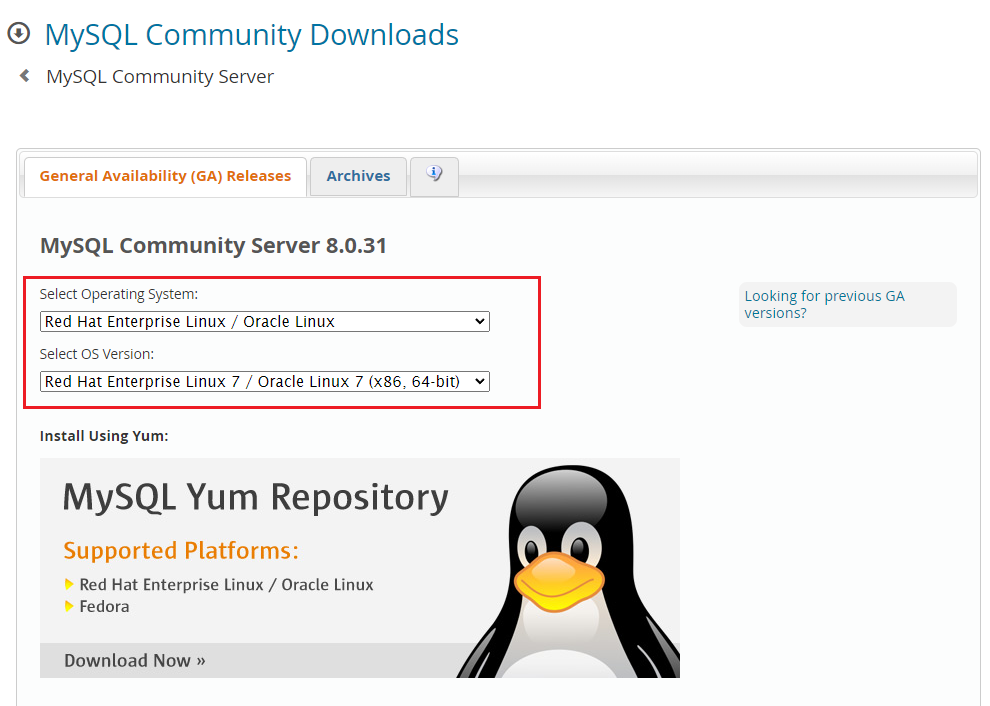 MySQL Community Downloads
MySQL Community Server
General Availability (GA) Releases
Archives
MySQL Community Server 8.0.31
Select Operating System:
Red Hat Enterprise Linux / Oracle Linux
Looking for previous GA
versions?
Select OS Version:
Red Hat Enterprise Linux 7 / Oracle Linux 7 (x86, 64-bit)
Install Using Yum:
MySQL Yum Repository
Supported Platforms:
Red Hat Enterprise Linux / Oracle Linux
Fedora
Download Now »